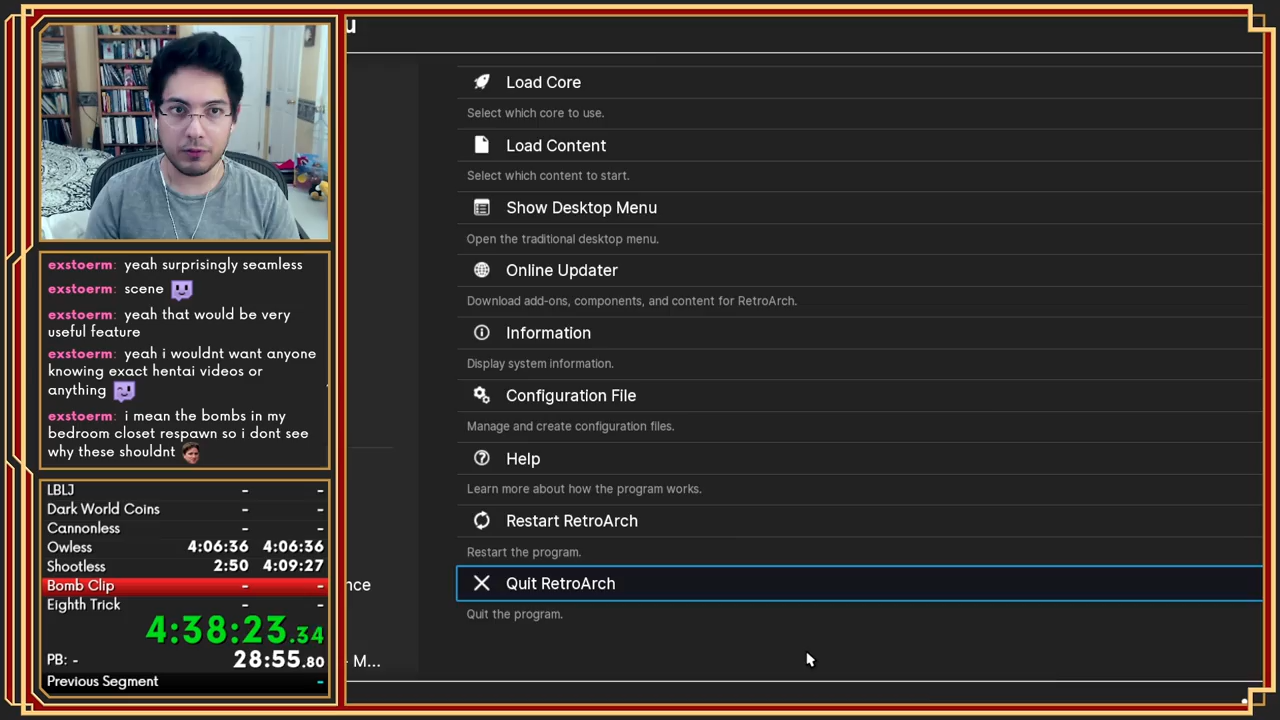 u
Load Core
Select which core to use.
Load Content
Select which content to start.
Show Desktop Menu
Open the traditional desktop menu.
Online Updater
Download add-ons, components, and content for RetroArch.
Information
Display system information.
Configuration File
Manage and create configuration files.
Help
Learn more about how the program works.
Restart RetroArch
Restart the program.
Quit RetroArch
Quit the program.
nce
- M...
exstoerm: yeah surprisingly seamless
exstoerm: scene
exstoerm: yeah that would be very
useful feature
exstoerm: yeah i wouldnt want anyone
knowing exact hentai videos or
anything
exstoerm: i mean the bombs in my
bedroom closet respawn so i dont see
why these shouldnt
LBLJ - -
Dark World Coins - -
Cannonless - -
Owless 4:06:36 4:06:36
Shootless 2:50 4:09:27
Bomb Clip - -
Eighth Trick - -
4:38:23.34
PB: - 28:55.80
Previous Segment -